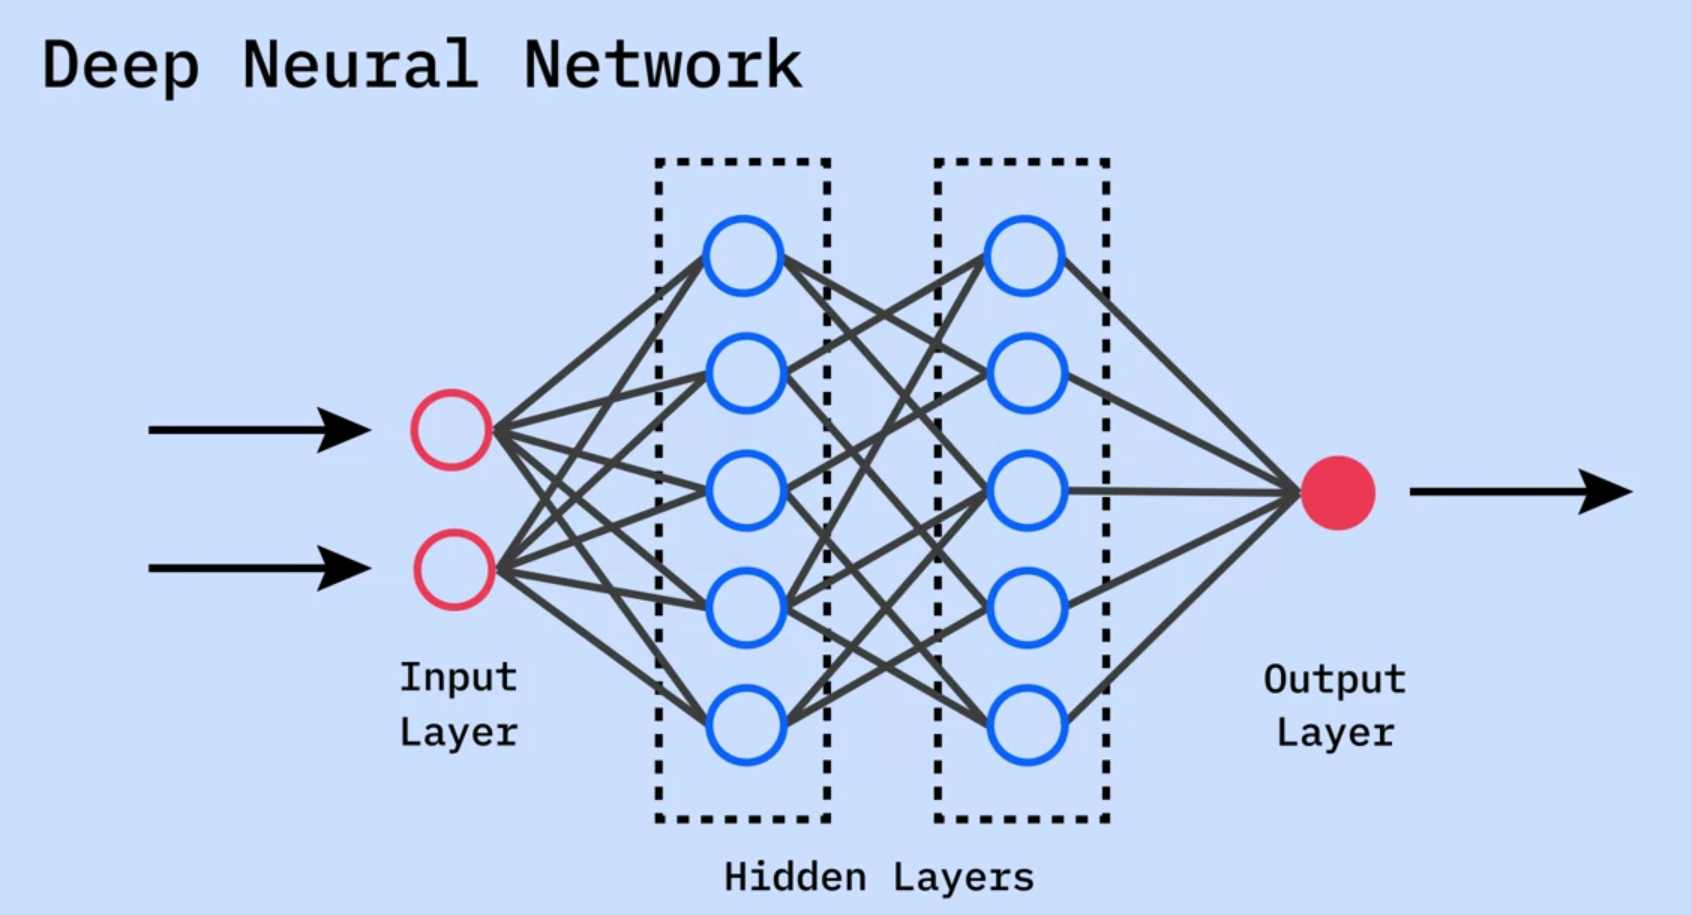 Deep Neural Network
Input
Layer
Output
Layer
Hidden Layers